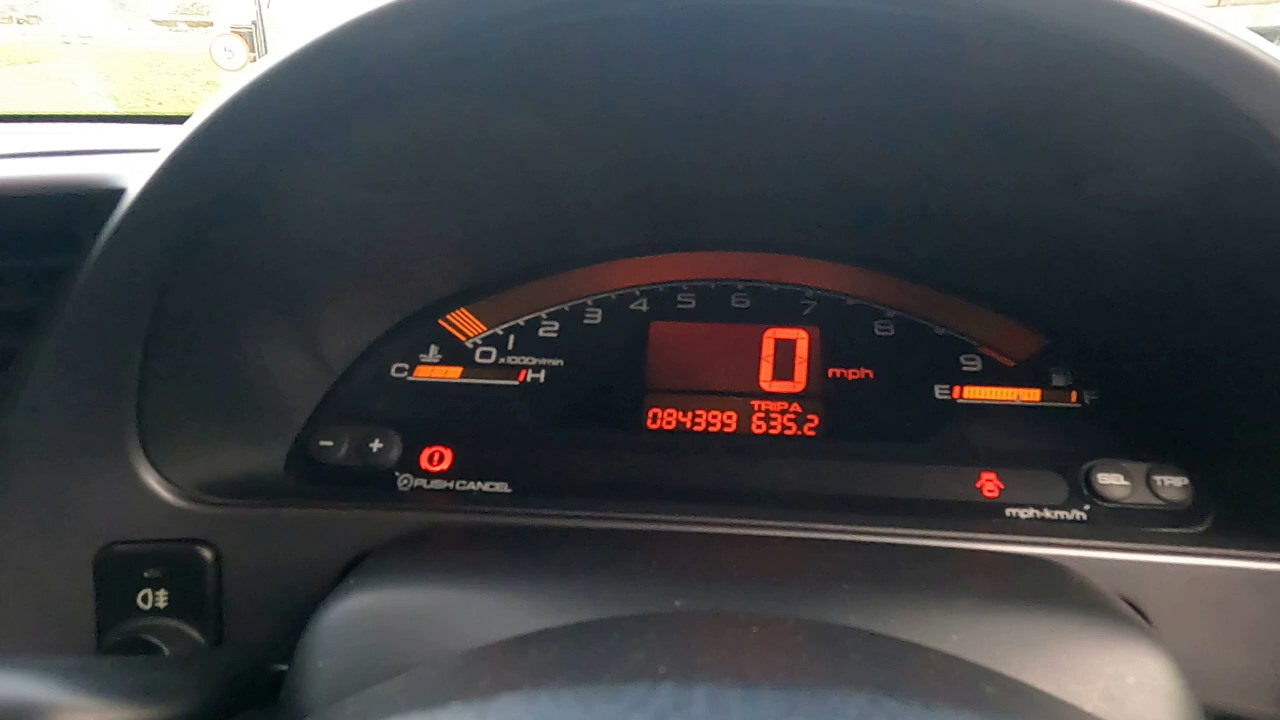 0 1 2 3 4 5 6 7 8 9
x1000r/min
C H
0 mph
E F
TRIP A
084399 635.2
- +
PUSH CANCEL
SEL TRIP
mph·km/h